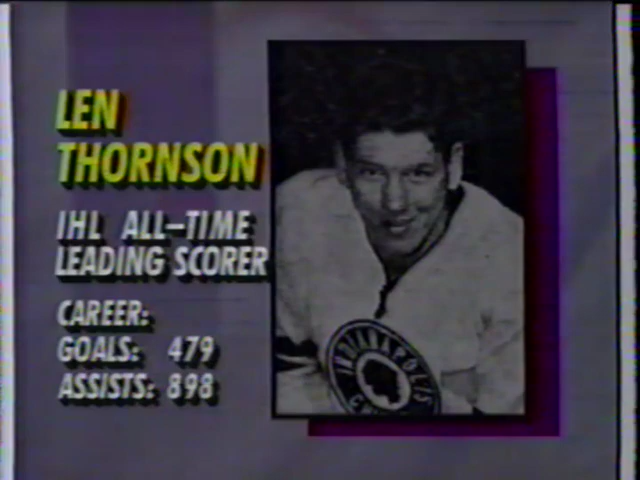 LEN
THORNSON
IHL ALL-TIME
LEADING SCORER
CAREER:
GOALS: 479
ASSISTS: 898
INDIANAPOLIS